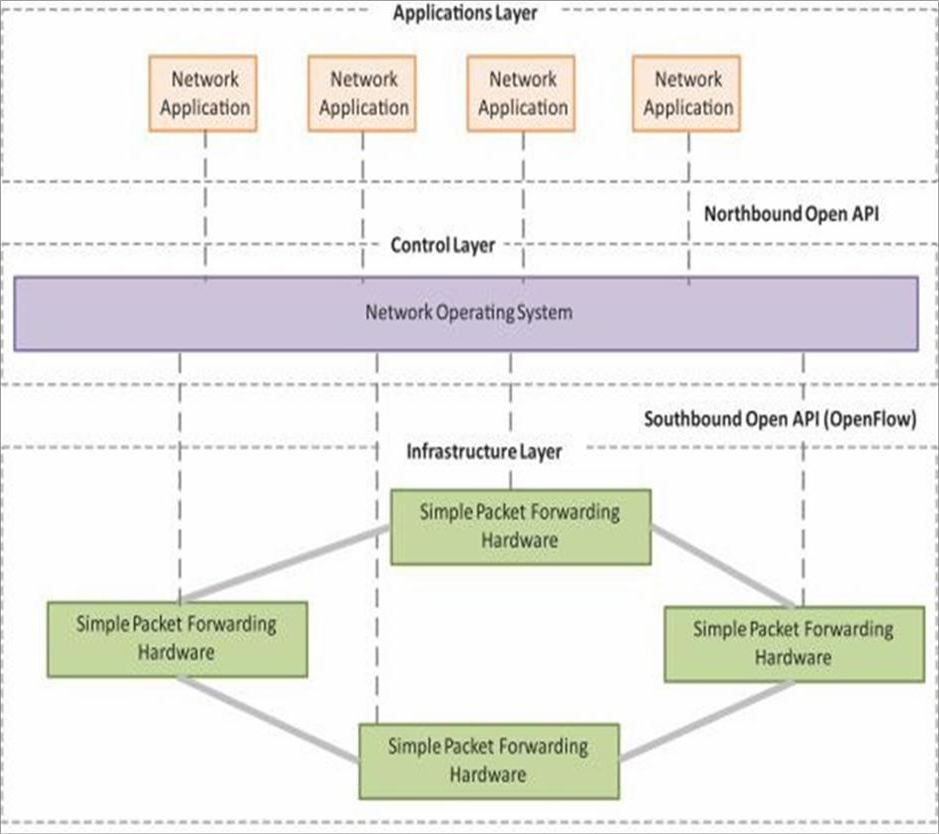 Applications Layer
Network
Application
Network
Application
Network
Application
Network
Application
Northbound Open API
Control Layer
Network Operating System
Southbound Open API (OpenFlow)
Infrastructure Layer
Simple Packet Forwarding
Hardware
Simple Packet Forwarding
Hardware
Simple Packet Forwarding
Hardware
Simple Packet Forwarding
Hardware